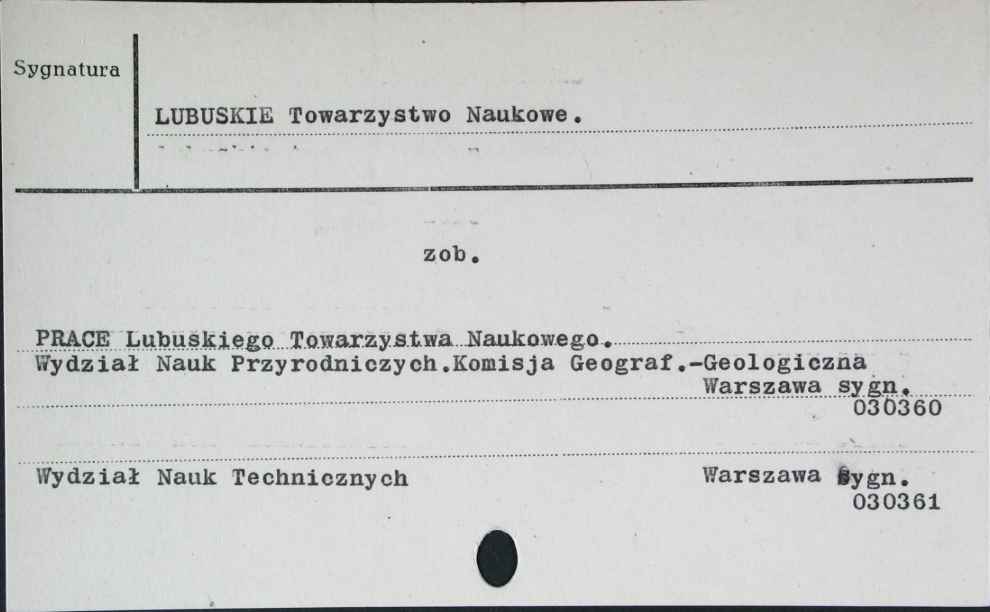 Sygnatura
LUBUSKIE Towarzystwo Naukowe.
zob.
PRACE Lubuskiego Towarzystwa Naukowego.
Wydział Nauk Przyrodniczych.Komisja Geograf.-Geologiczna
Warszawa sygn.
030360
Wydział Nauk Technicznych Warszawa sygn.
030361